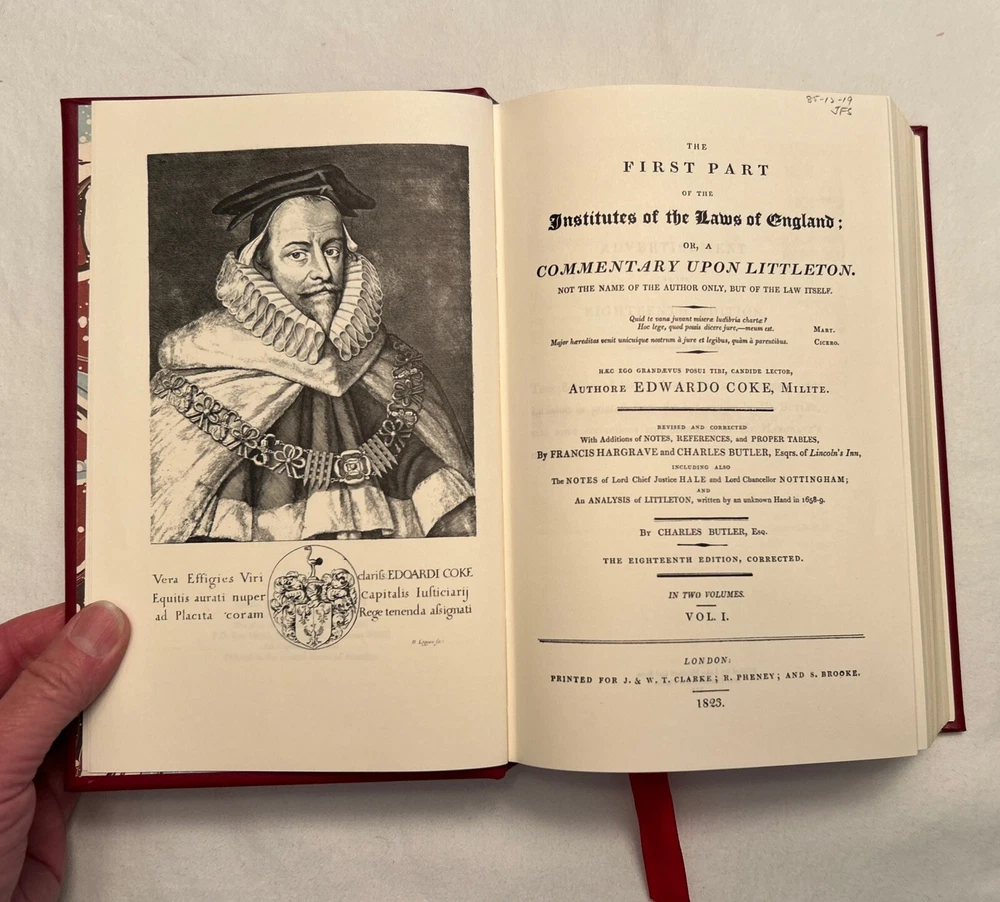 Vera Effigies Viri clariſs: EDOARDI COKE
Equitis aurati nuper Capitalis Iuſticiarij
ad Placita coram Rege tenenda aſsignati
85-12-19
JFS
THE
FIRST PART
OF THE
Institutes of the Laws of England;
OR, A
COMMENTARY UPON LITTLETON.
NOT THE NAME OF THE AUTHOR ONLY, BUT OF THE LAW ITSELF.
Quid te vana juvant miseræ ludibria chartæ?
Hoc lege, quod possis dicere jure,—meum est. MART.
Major hæreditas venit unicuique nostrum à jure et legibus, quàm à parentibus. CICERO.
HÆC EGO GRANDÆVUS POSUI TIBI, CANDIDE LECTOR,
AUTHORE EDWARDO COKE, MILITE.
REVISED AND CORRECTED
With Additions of NOTES, REFERENCES, and PROPER TABLES,
By FRANCIS HARGRAVE and CHARLES BUTLER, Esqrs. of Lincoln's Inn,
INCLUDING ALSO
The NOTES of Lord Chief Justice HALE and Lord Chancellor NOTTINGHAM;
AND
An ANALYSIS of LITTLETON, written by an unknown Hand in 1658-9.
By CHARLES BUTLER, Esq.
THE EIGHTEENTH EDITION, CORRECTED.
IN TWO VOLUMES.
VOL. I.
LONDON:
PRINTED FOR J. & W. T. CLARKE; R. PHENEY; AND S. BROOKE.
1823.